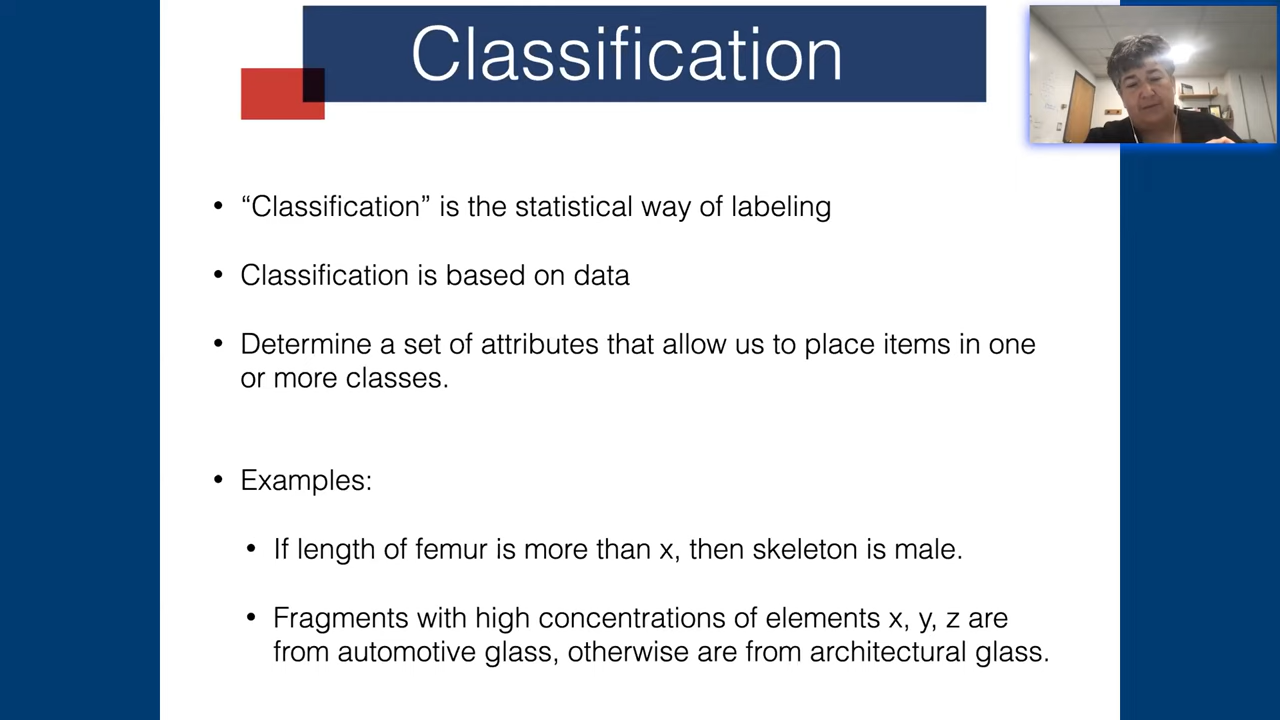 Classification
• “Classification” is the statistical way of labeling
• Classification is based on data
• Determine a set of attributes that allow us to place items in one
or more classes.
• Examples:
• If length of femur is more than x, then skeleton is male.
• Fragments with high concentrations of elements x, y, z are
from automotive glass, otherwise are from architectural glass.